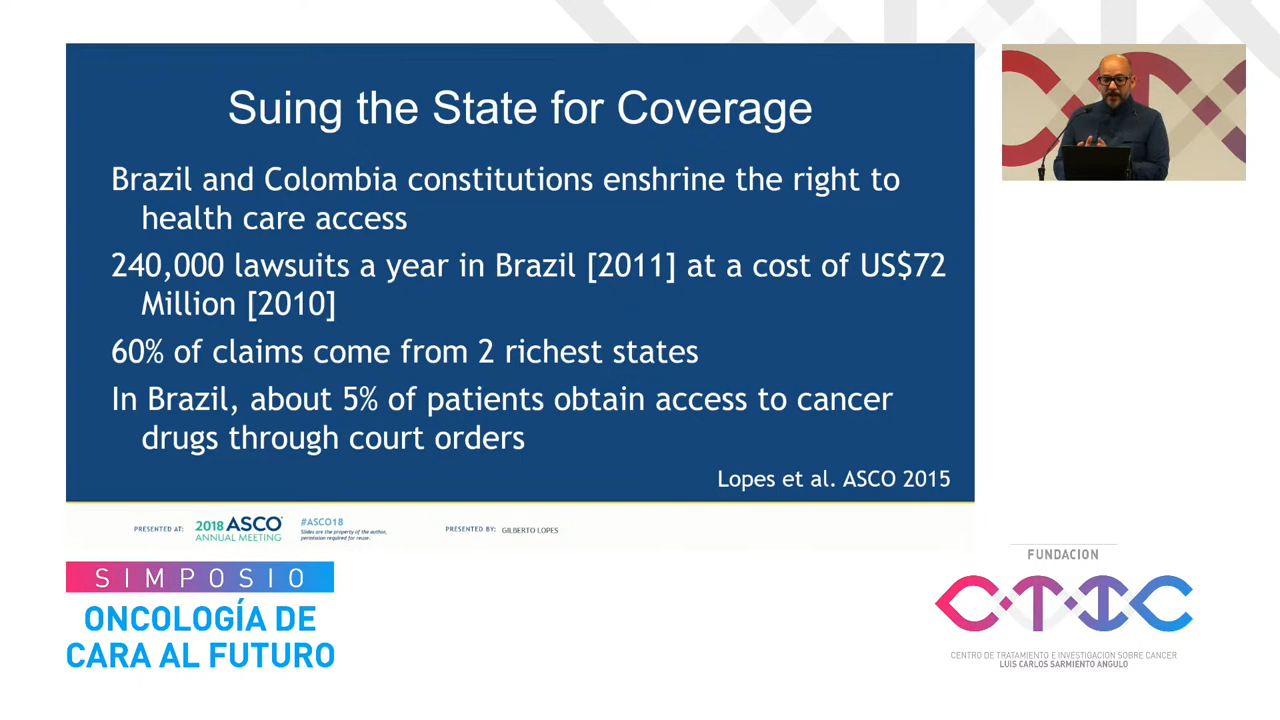 Suing the State for Coverage
Brazil and Colombia constitutions enshrine the right to
health care access
240,000 lawsuits a year in Brazil [2011] at a cost of US$72
Million [2010]
60% of claims come from 2 richest states
In Brazil, about 5% of patients obtain access to cancer
drugs through court orders
Lopes et al. ASCO 2015
PRESENTED AT:
2018 ASCO
ANNUAL MEETING
#ASCO18
Slides are the property of the author,
permission required for reuse.
PRESENTED BY: GILBERTO LOPES
SIMPOSIO
ONCOLOGÍA DE
CARA AL FUTURO
FUNDACION
CTIC
CENTRO DE TRATAMIENTO E INVESTIGACION SOBRE CANCER
LUIS CARLOS SARMIENTO ANGULO